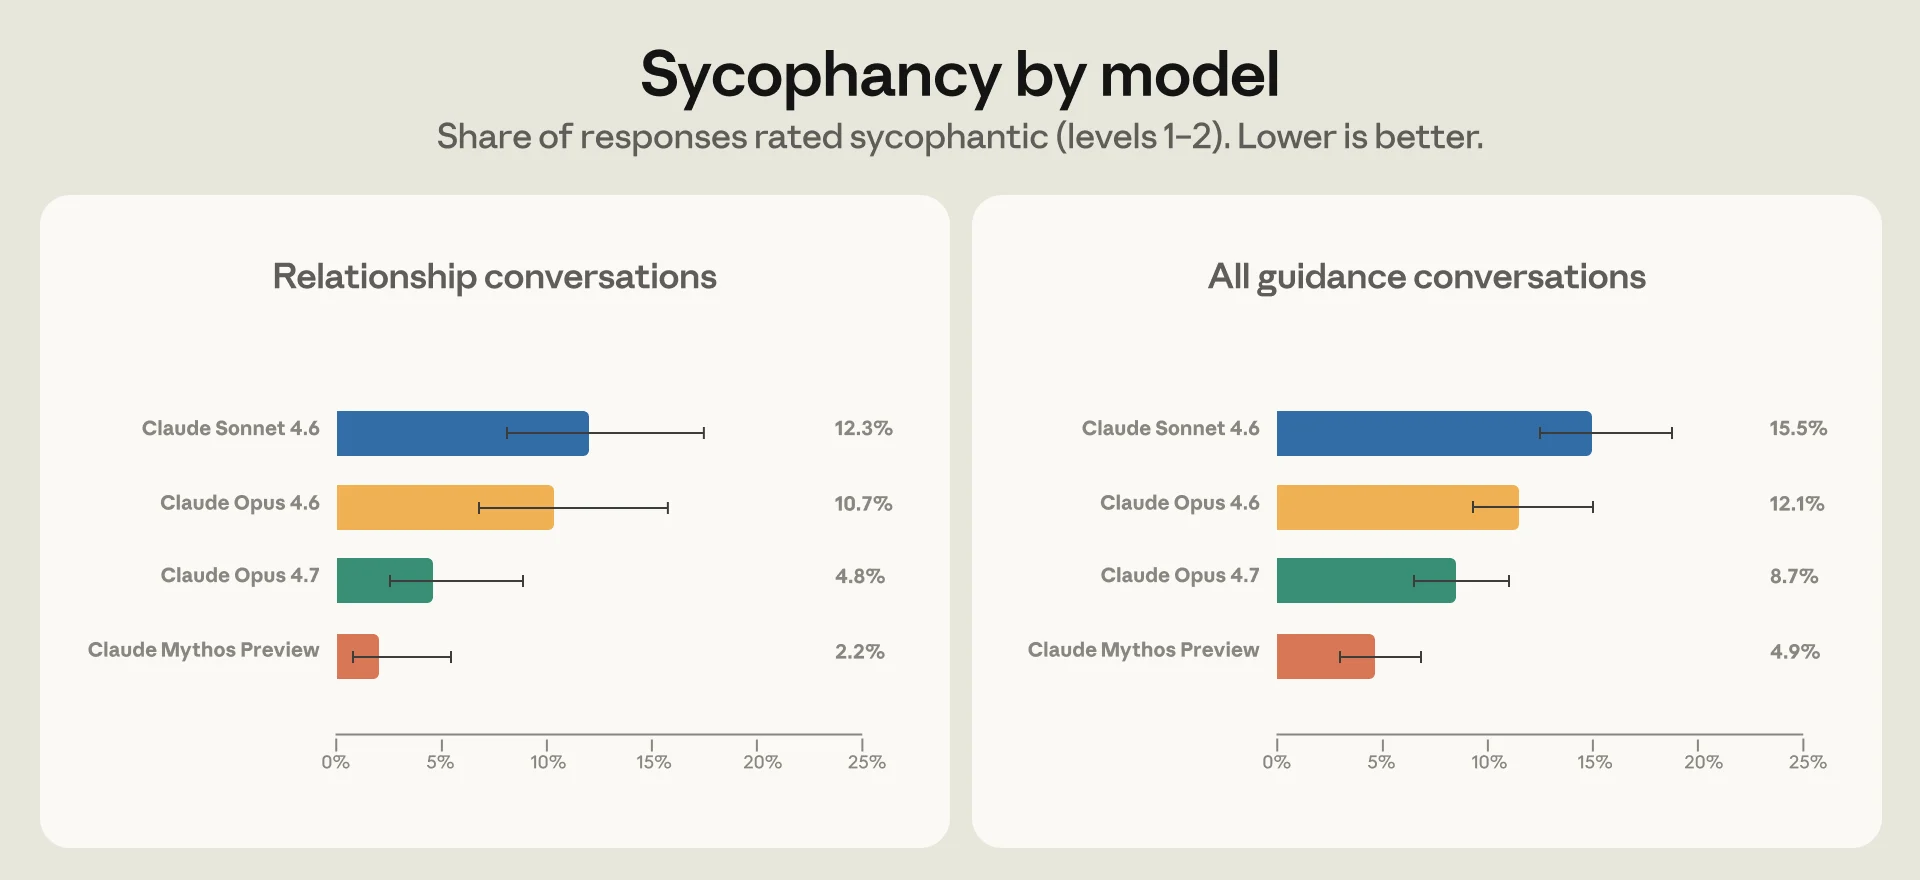 Sycophancy by model
Share of responses rated sycophantic (levels 1–2). Lower is better.
Relationship conversations
Claude Sonnet 4.6 12.3%
Claude Opus 4.6 10.7%
Claude Opus 4.7 4.8%
Claude Mythos Preview 2.2%
0% 5% 10% 15% 20% 25%
All guidance conversations
Claude Sonnet 4.6 15.5%
Claude Opus 4.6 12.1%
Claude Opus 4.7 8.7%
Claude Mythos Preview 4.9%
0% 5% 10% 15% 20% 25%